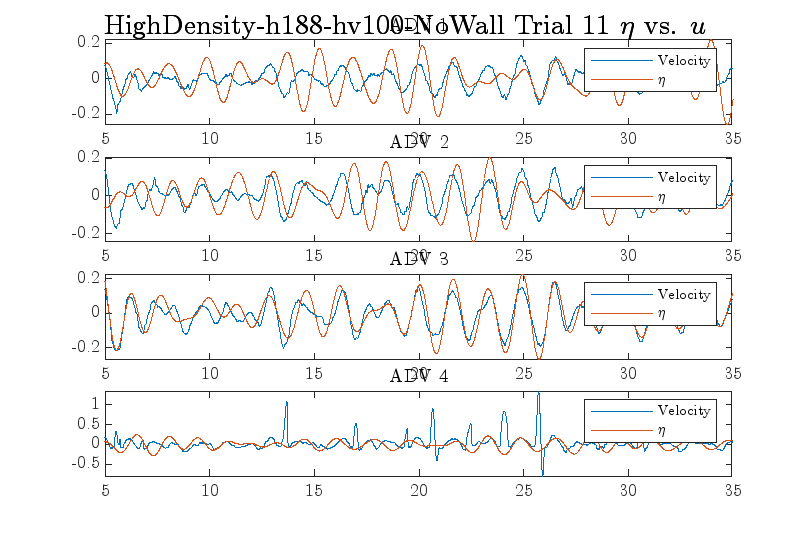 HighDensity-h188-hv100-NoWall Trial 11 η vs. u
ADV 1
0.2
0
-0.2
Velocity
η
5 10 15 20 25 30 35
ADV 2
0.2
0
-0.2
Velocity
η
5 10 15 20 25 30 35
ADV 3
0.2
0
-0.2
Velocity
η
5 10 15 20 25 30 35
ADV 4
1
0.5
0
-0.5
Velocity
η
5 10 15 20 25 30 35